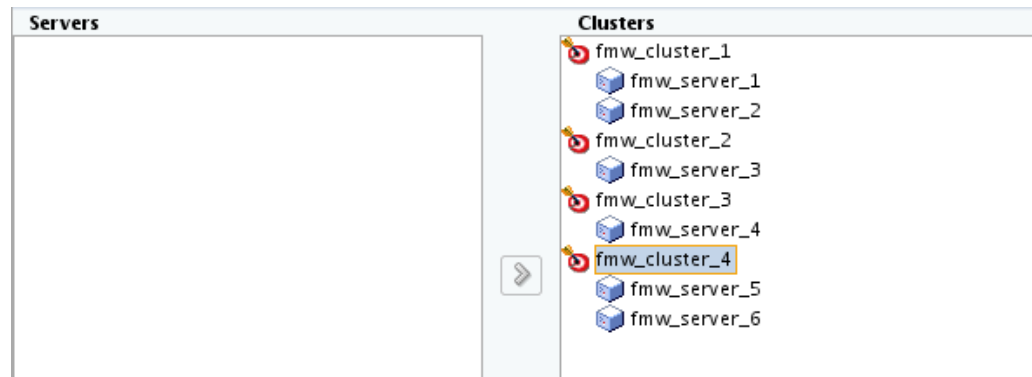 Servers
Clusters
fmw_cluster_1
fmw_server_1
fmw_server_2
fmw_cluster_2
fmw_server_3
fmw_cluster_3
fmw_server_4
fmw_cluster_4
fmw_server_5
fmw_server_6